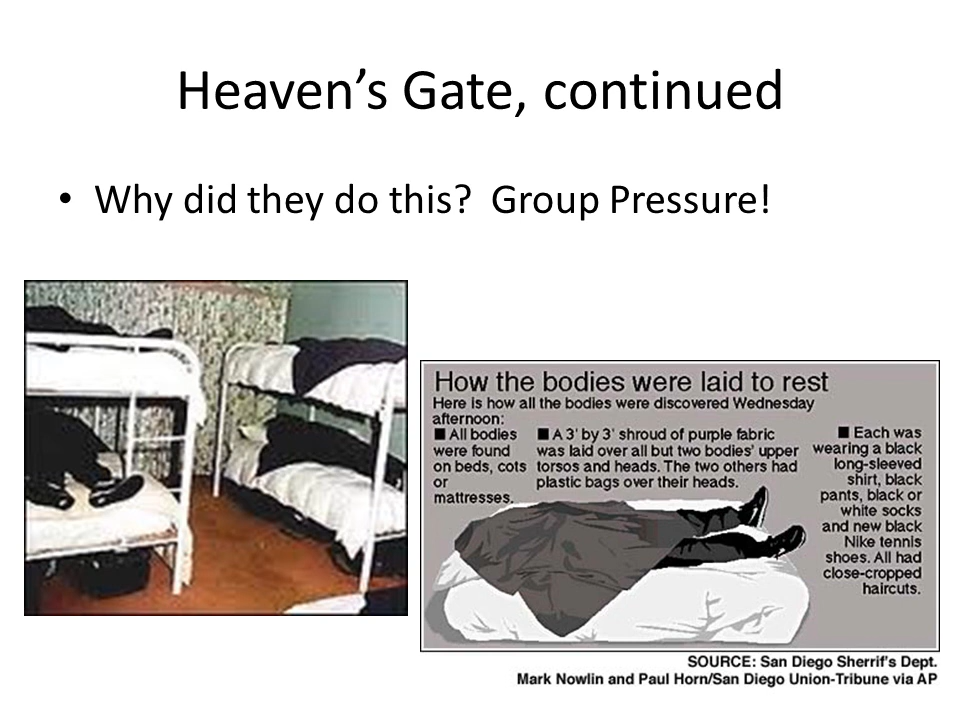 Heaven’s Gate, continued
• Why did they do this?  Group Pressure!
How the bodies were laid to rest
Here is how all the bodies were discovered Wednesday
afternoon:
■ All bodies
were found
on beds, cots
or
mattresses.
■ A 3' by 3' shroud of purple fabric
was laid over all but two bodies' upper
torsos and heads. The two others had
plastic bags over their heads.
■ Each was
wearing a black
long-sleeved
shirt, black
pants, black or
white socks
and new black
Nike tennis
shoes. All had
close-cropped
haircuts.
SOURCE: San Diego Sherrif's Dept.
Mark Nowlin and Paul Horn/San Diego Union-Tribune via AP